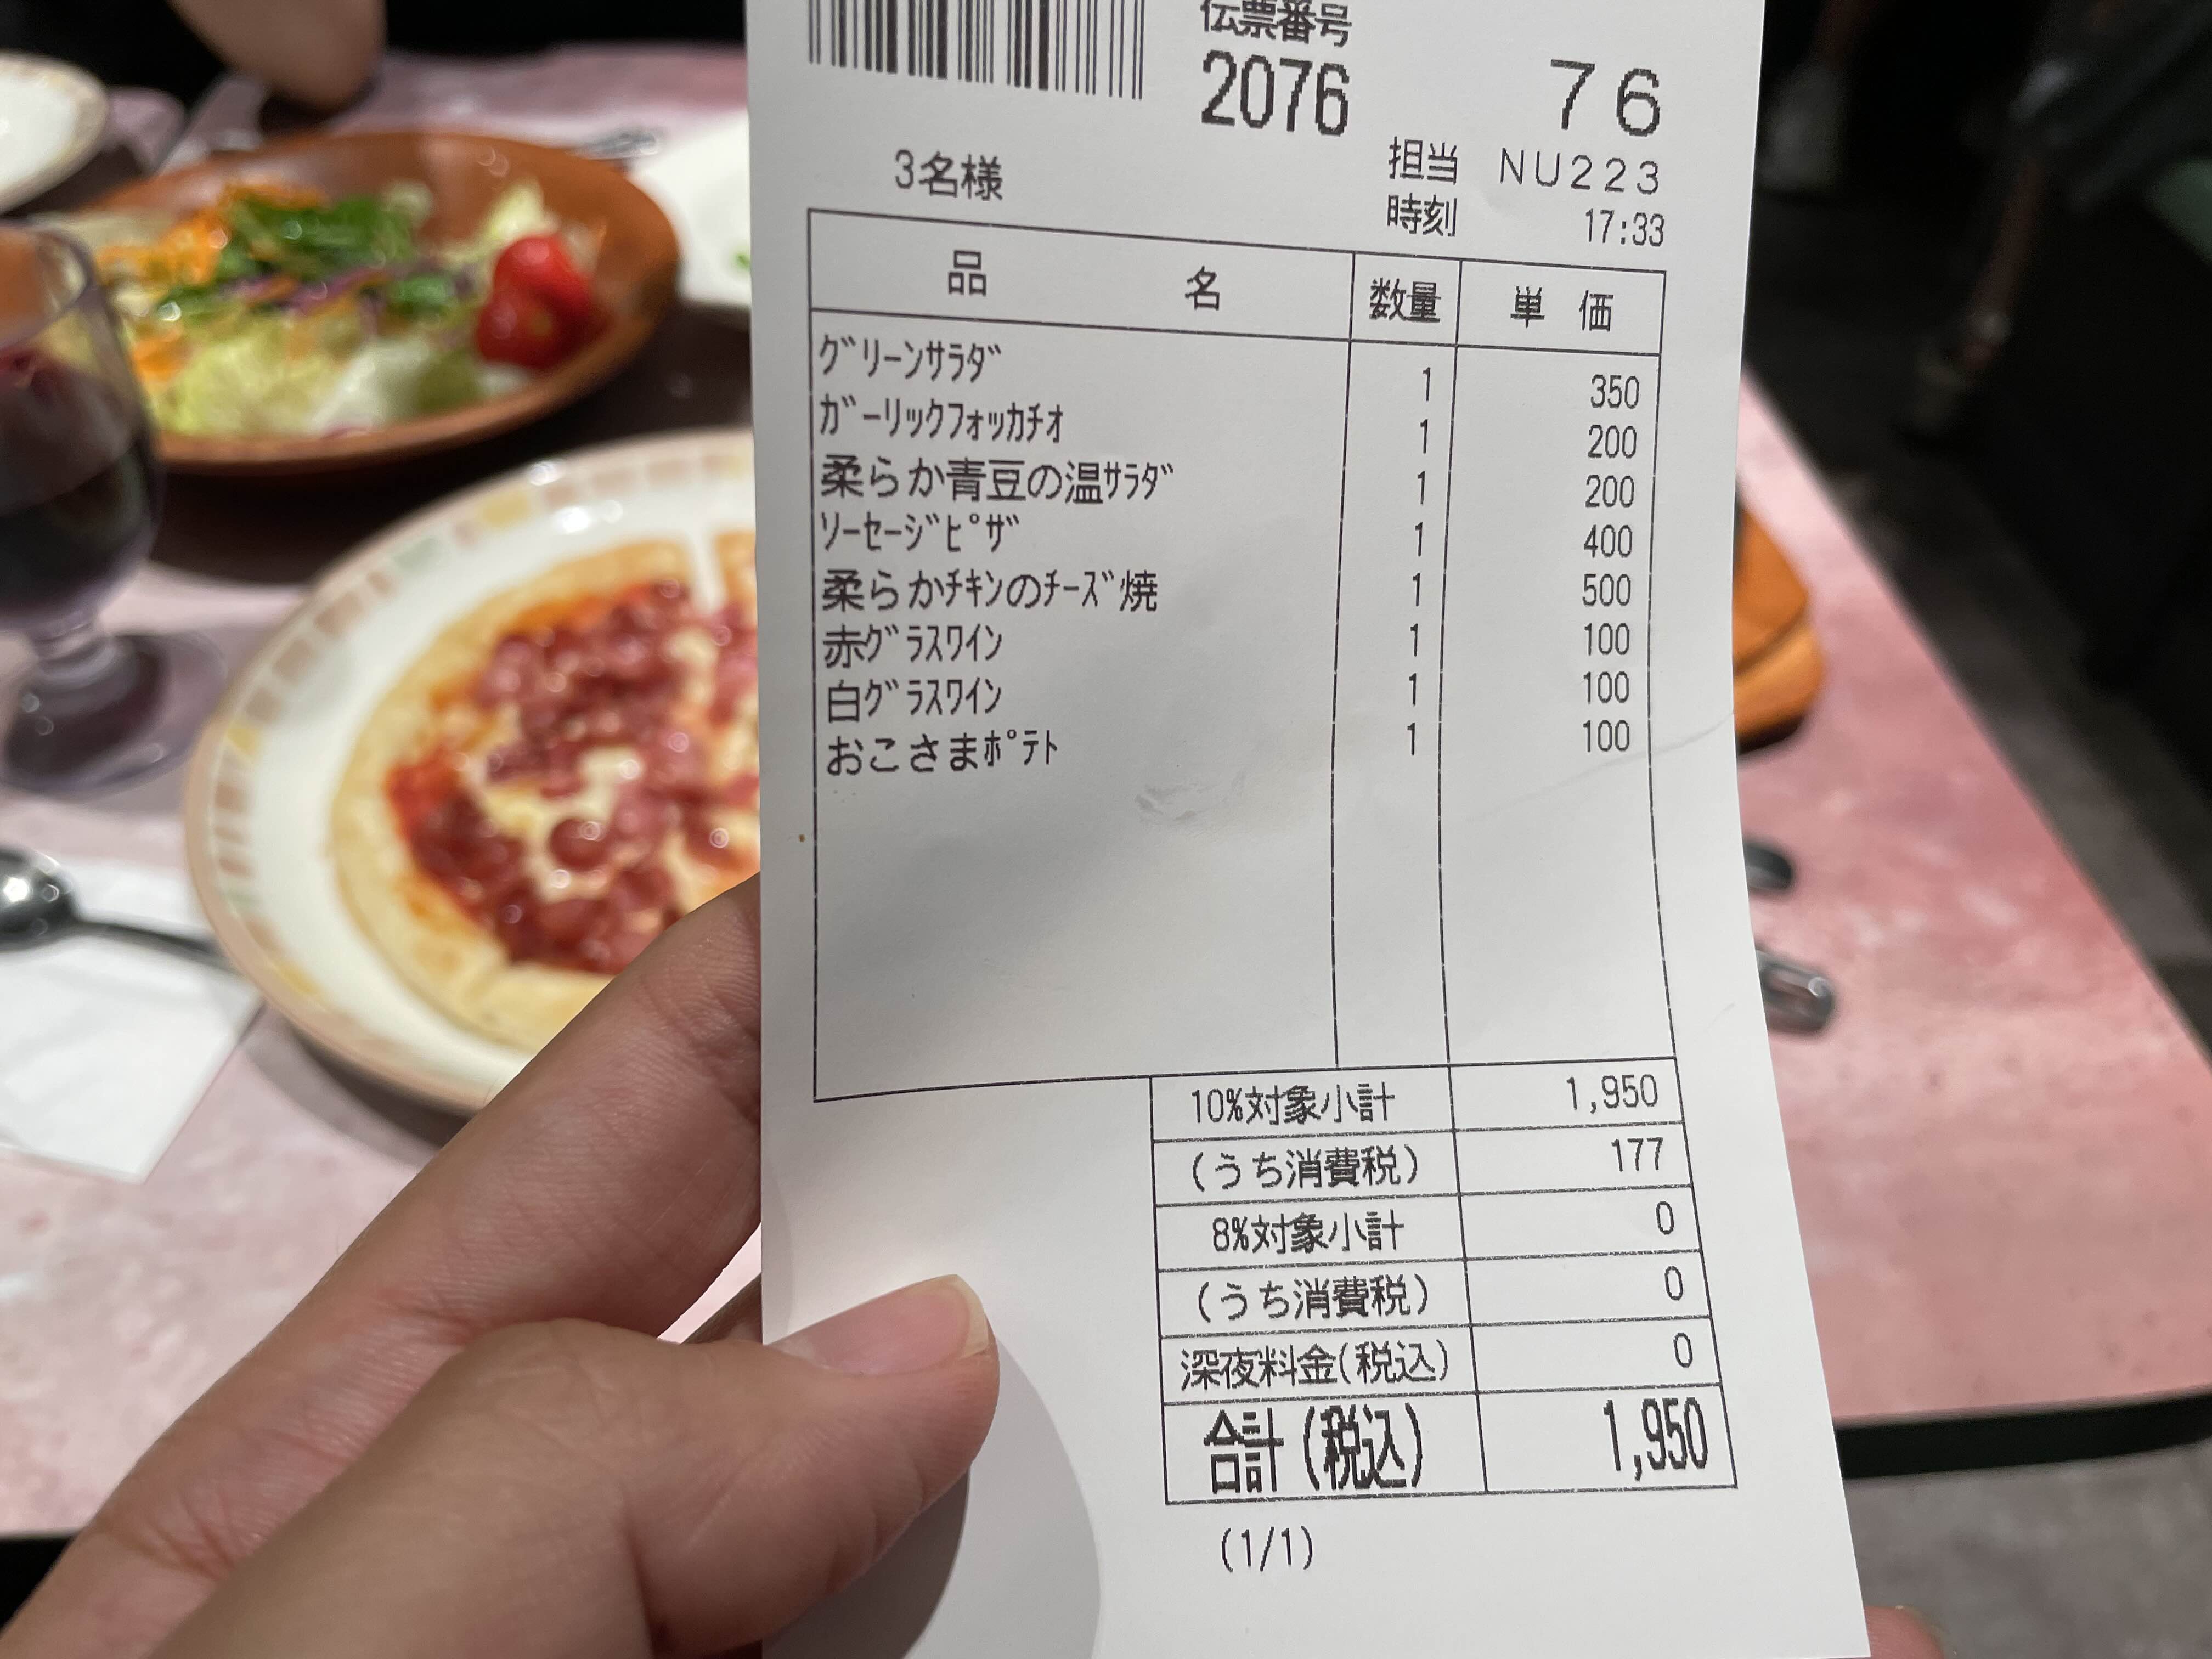 伝票番号
2076 76
担当 NU223
3名様
時刻 17:33
品名 数量 単価
グリーンサラダ 1 350
ガーリックフォッカチオ 1 200
柔らか青豆の温サラダ 1 200
ソーセージピザ 1 400
柔らかチキンのチーズ焼 1 500
赤グラスワイン 1 100
白グラスワイン 1 100
おこさまポテト 1 100
10%対象小計 1,950
(うち消費税) 177
8%対象小計 0
(うち消費税) 0
深夜料金(税込) 0
合計(税込) 1,950
(1/1)